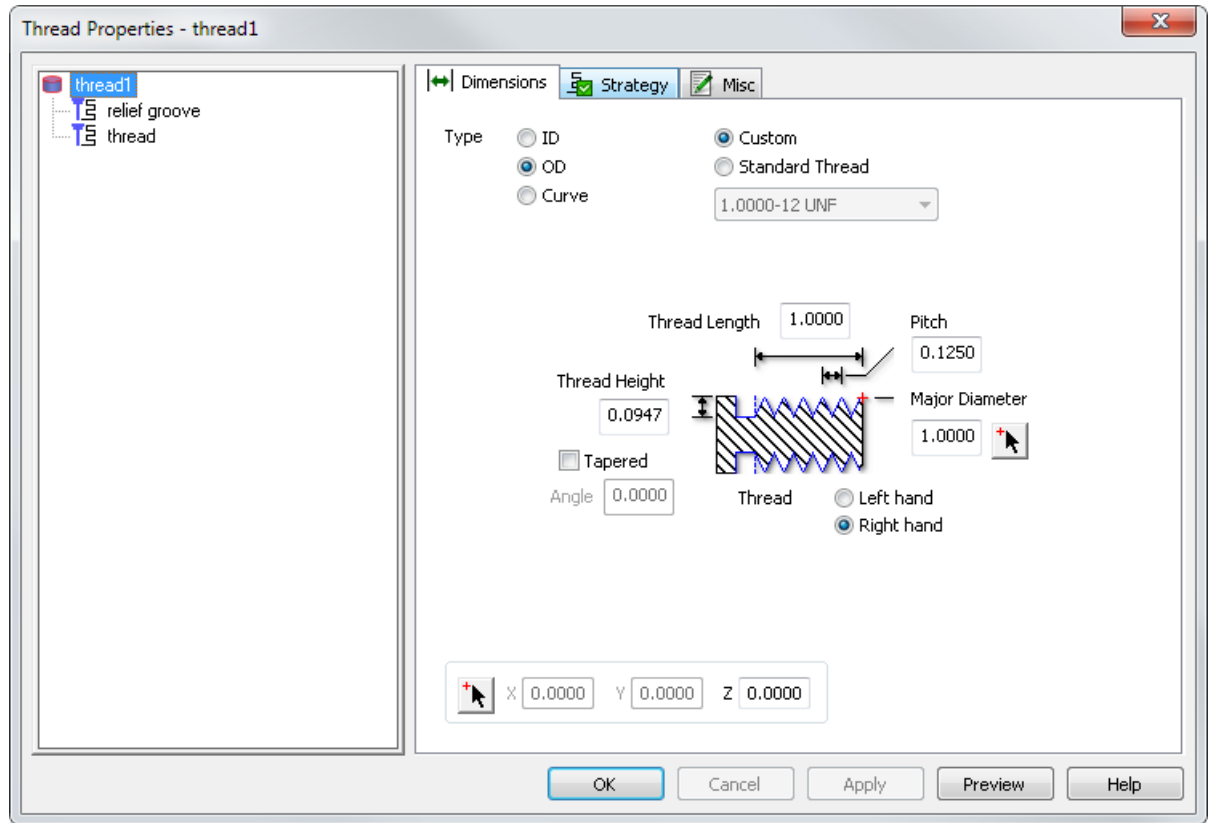 Thread Properties - thread1
thread1
relief groove
thread
Dimensions Strategy Misc
Type ID Custom
OD Standard Thread
Curve
1.0000-12 UNF
Thread Length 1.0000 Pitch
0.1250
Thread Height
0.0947
Major Diameter
1.0000
Tapered
Angle 0.0000 Thread Left hand
Right hand
X 0.0000 Y 0.0000 Z 0.0000
OK Cancel Apply Preview Help